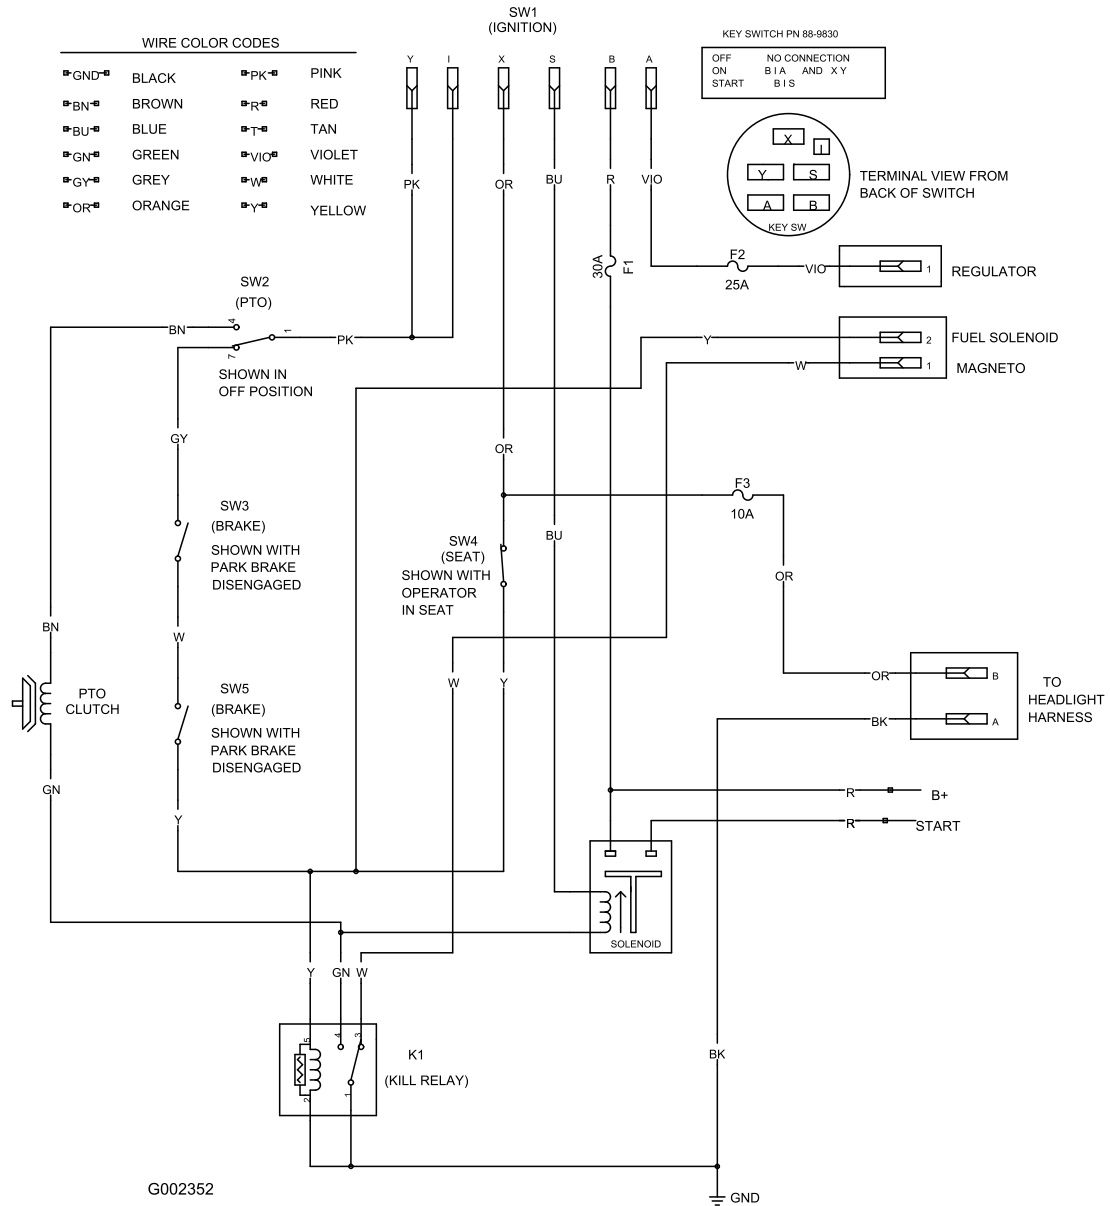 SW1
(IGNITION)
WIRE COLOR CODES
GND BLACK
BN BROWN
BU BLUE
GN GREEN
GY GREY
OR ORANGE
PK PINK
R RED
T TAN
VIO VIOLET
W WHITE
Y YELLOW
Y I X S B A
KEY SWITCH PN 88-9830
OFF NO CONNECTION
ON B I A AND X Y
START B I S
X
I
Y S
A B
KEY SW
TERMINAL VIEW FROM
BACK OF SWITCH
PK OR BU R VIO
30A
F1
F2
25A
VIO
1
REGULATOR
SW2
(PTO)
BN
4
7
1
PK
SHOWN IN
OFF POSITION
Y
2
FUEL SOLENOID
W
1
MAGNETO
GY
OR
SW3
(BRAKE)
SHOWN WITH
PARK BRAKE
DISENGAGED
F3
10A
BU
SW4
(SEAT)
SHOWN WITH
OPERATOR
IN SEAT
OR
BN
W
W
Y
OR
B
BK
A
TO
HEADLIGHT
HARNESS
PTO
CLUTCH
SW5
(BRAKE)
SHOWN WITH
PARK BRAKE
DISENGAGED
GN
Y
R
B+
R
START
SOLENOID
Y GN W
5
4
3
2
1
K1
(KILL RELAY)
BK
G002352
GND